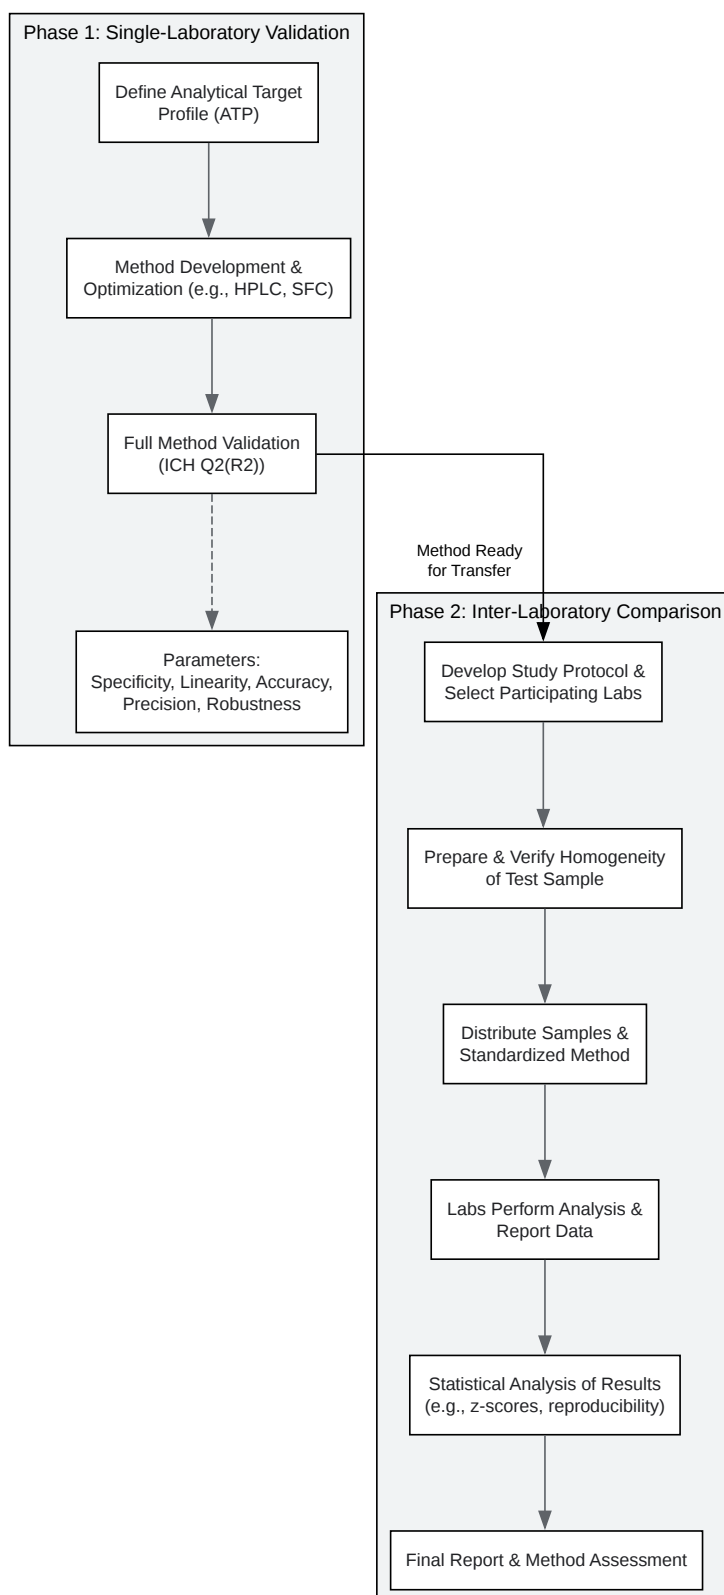 Phase 1: Single-Laboratory Validation
Define Analytical Target
Profile (ATP)
Method Development &
Optimization (e.g., HPLC, SFC)
Full Method Validation
(ICH Q2(R2))
Parameters:
Specificity, Linearity, Accuracy,
Precision, Robustness
Method Ready
for Transfer
Phase 2: Inter-Laboratory Comparison
Develop Study Protocol &
Select Participating Labs
Prepare & Verify Homogeneity
of Test Sample
Distribute Samples &
Standardized Method
Labs Perform Analysis &
Report Data
Statistical Analysis of Results
(e.g., z-scores, reproducibility)
Final Report & Method Assessment